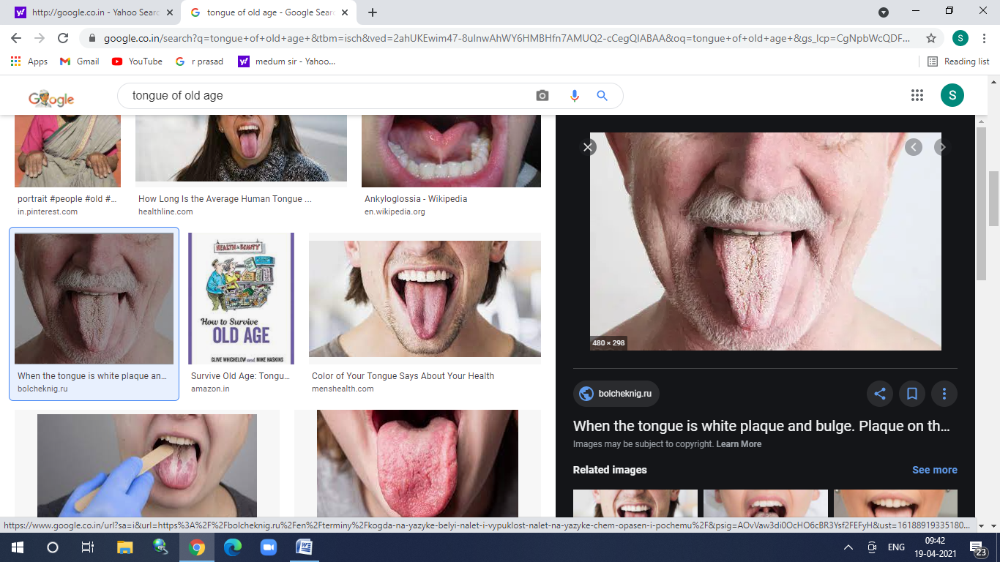 http://google.co.in - Yahoo Searc
tongue of old age - Google Searc
google.co.in/search?q=tongue+of+old+age+&tbm=isch&ved=2ahUKEwim47-8uInwAhWY6HMBHfn7AMUQ2-cCegQIABAA&oq=tongue+of+old+age+&gs_lcp=CgNpbWcQDF...
S
Apps
Gmail
YouTube
r prasad
medum sir - Yahoo...
Reading list
Google
tongue of old age
S
portrait #people #old #...
in.pinterest.com
How Long Is the Average Human Tongue ...
healthline.com
Ankyloglossia - Wikipedia
en.wikipedia.org
When the tongue is white plaque an...
bolcheknig.ru
HEALTH & BEAUTY
How to Survive
OLD AGE
CLIVE WHICHELOW and MIKE HASKINS
Survive Old Age: Tongu...
amazon.in
Color of Your Tongue Says About Your Health
menshealth.com
480 × 298
bolcheknig.ru
When the tongue is white plaque and bulge. Plaque on th...
Images may be subject to copyright. Learn More
Related images
See more
https://www.google.co.in/url?sa=i&url=https%3A%2F%2Fbolcheknig.ru%2Fen%2Fterminy%2Fkogda-na-yazyke-belyi-nalet-i-vypuklost-nalet-na-yazyke-chem-opasen-i-pochemu%2F&psig=AOvVaw3di0OcHO6cBR3Ysf2FEFyH&ust=16188919335180...
ENG
09:42
19-04-2021
23